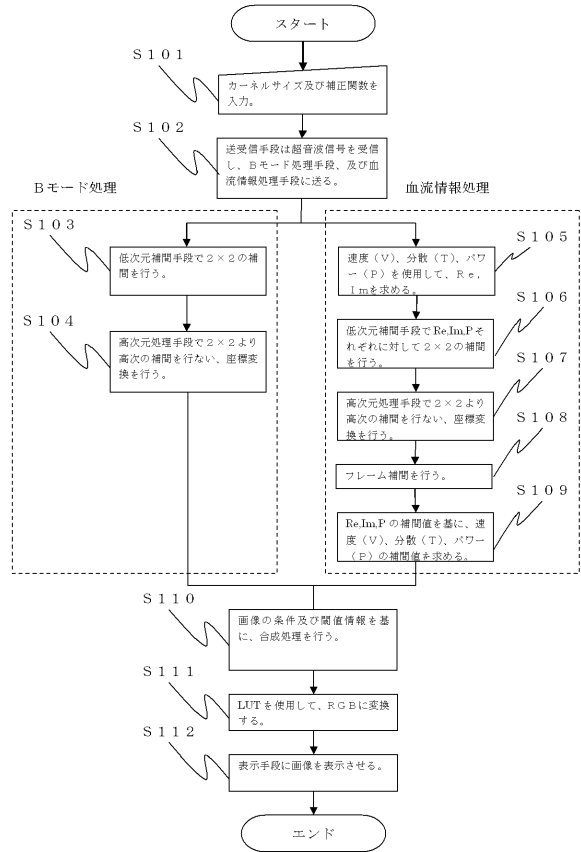 スタート
S101
カーネルサイズ及び補正関数を
入力。
S102
送受信手段は超音波信号を受信
し、Bモード処理手段、及び血
流情報処理手段に送る。
Bモード処理
S103
低次元補間手段で2×2の補
間を行う。
S104
高次元処理手段で2×2より
高次の補間を行ない、座標変
換を行う。
血流情報処理
S105
速度(V)、分散(T)、パワ
ー(P)を使用して、Re,
Imを求める。
S106
低次元補間手段でRe,Im,Pそ
れぞれに対して2×2の補間
を行う。
S107
高次元処理手段で2×2より
高次の補間を行ない、座標変
換を行う。
S108
フレーム補間を行う。
S109
Re,Im,Pの補間値を基に、速
度(V)、分散(T)、パワー
(P)の補間値を求める。
S110
画像の条件及び閾値情報を基
に、合成処理を行う。
S111
LUTを使用して、RGBに変換
する。
S112
表示手段に画像を表示させる。
エンド